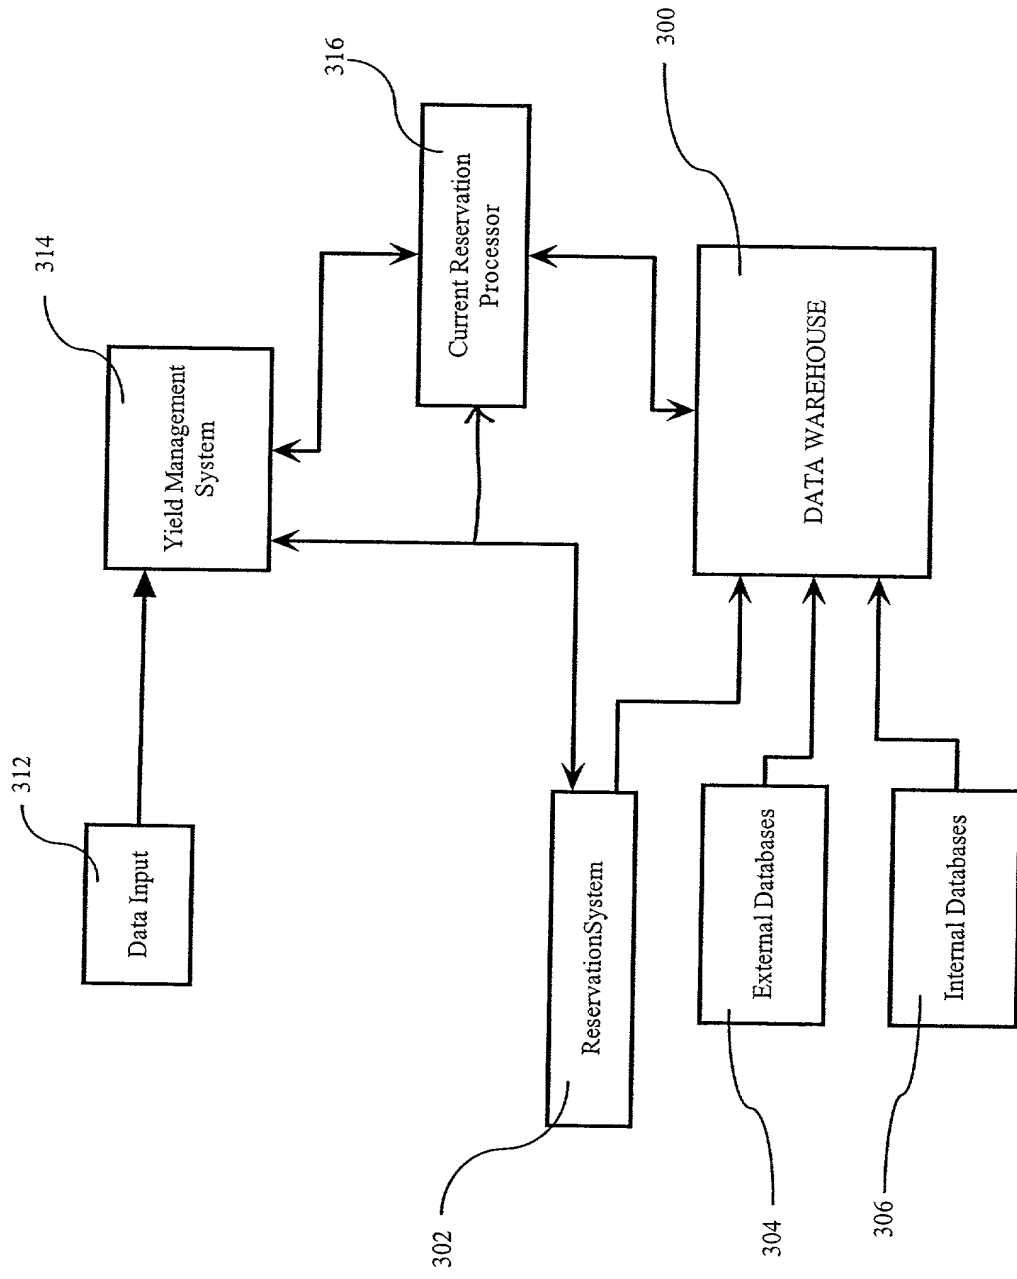 312
Data Input
314
Yield Management
System
316
Current Reservation
Processor
302
ReservationSystem
304
External Databases
306
Internal Databases
300
DATA WAREHOUSE